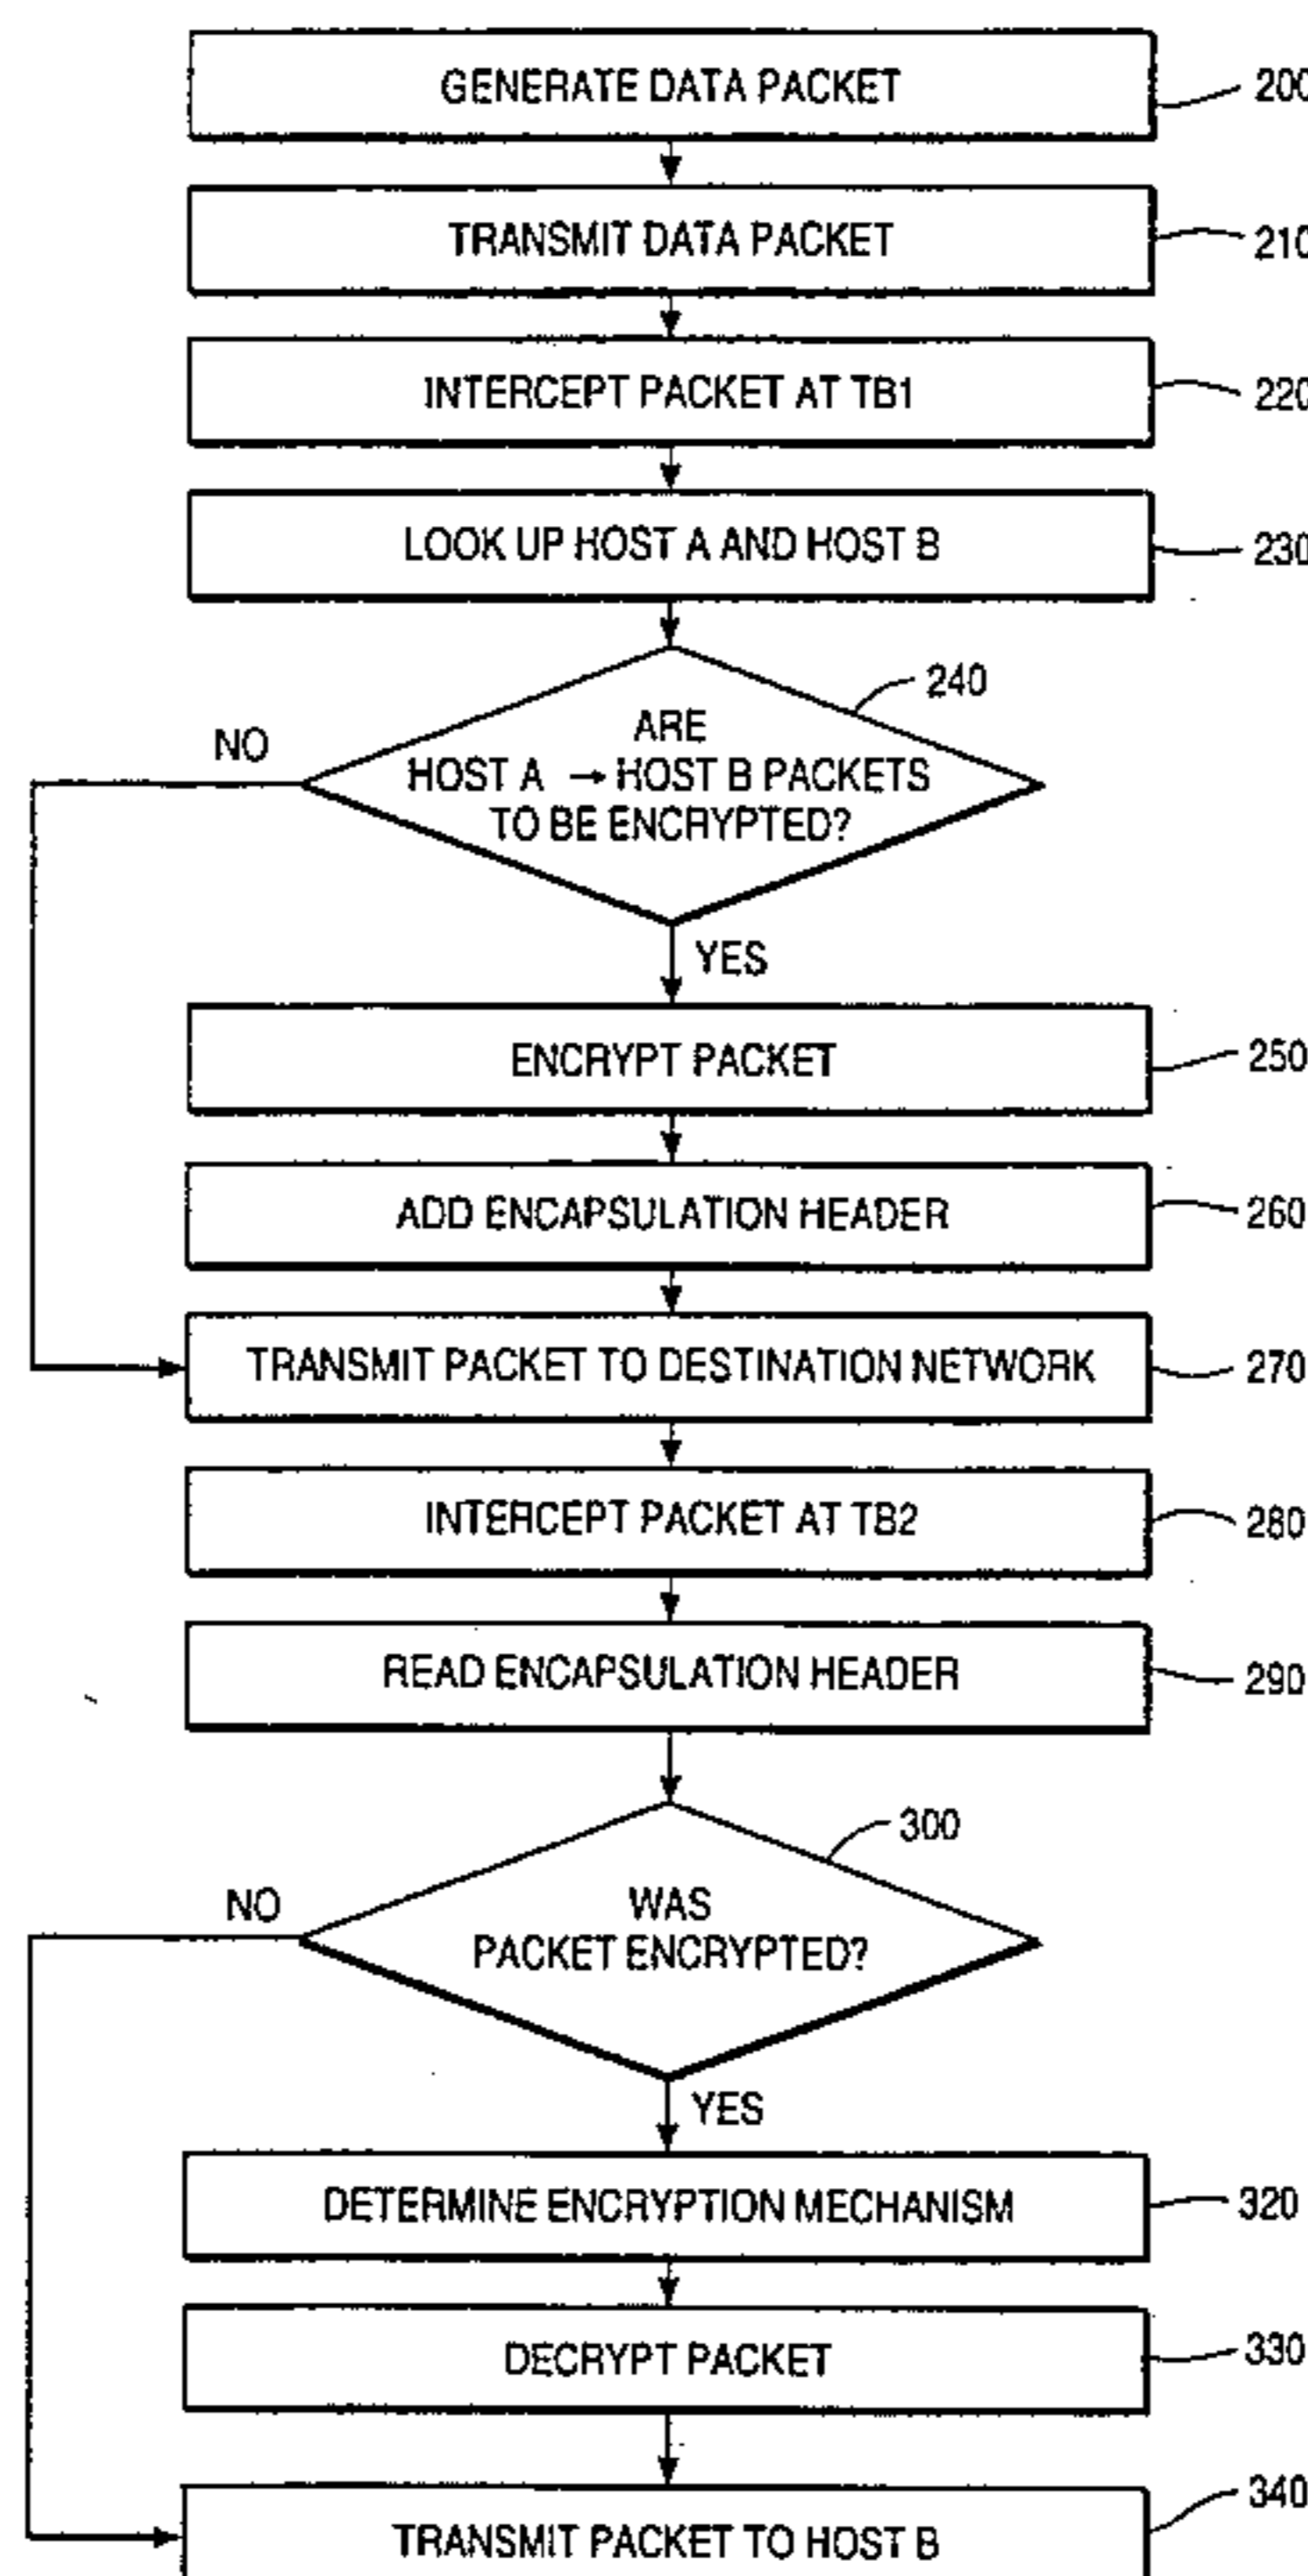 GENERATE DATA PACKET
200
TRANSMIT DATA PACKET
210
INTERCEPT PACKET AT TB1
220
LOOK UP HOST A AND HOST B
230
240
ARE
HOST A → HOST B PACKETS
TO BE ENCRYPTED?
NO
YES
ENCRYPT PACKET
250
ADD ENCAPSULATION HEADER
260
TRANSMIT PACKET TO DESTINATION NETWORK
270
INTERCEPT PACKET AT TB2
280
READ ENCAPSULATION HEADER
290
300
WAS
PACKET ENCRYPTED?
NO
YES
DETERMINE ENCRYPTION MECHANISM
320
DECRYPT PACKET
330
TRANSMIT PACKET TO HOST B
340